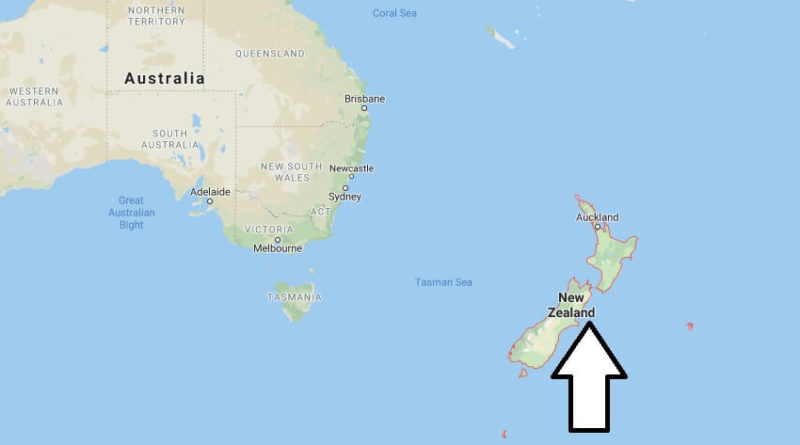 Coral Sea
NORTHERN
TERRITORY
QUEENSLAND
Australia
WESTERN
AUSTRALIA
Brisbane
SOUTH
AUSTRALIA
NEW SOUTH
WALES
Newcastle
Adelaide
Sydney
Great
Australian
Bight
ACT
VICTORIA
Melbourne
Auckland
Tasman Sea
TASMANIA
New
Zealand